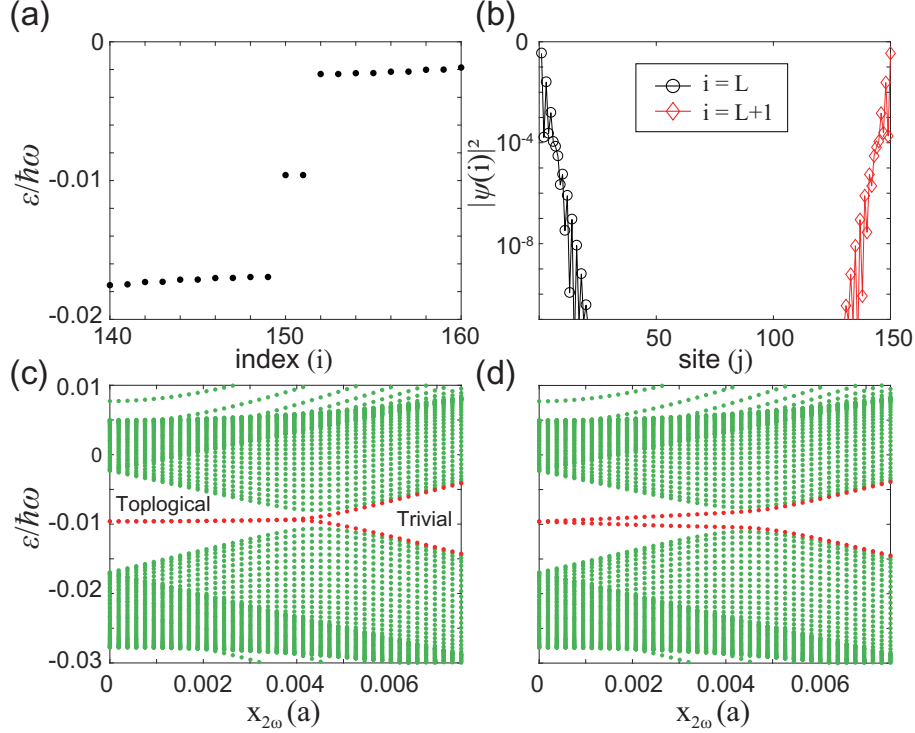 (a)
0
-0.01
-0.02
ε/ħω
140
150
160
index (i)
(b)
0
10⁻⁴
10⁻⁸
|ψ(i)|²
i = L
i = L+1
50
100
150
site (j)
(c)
0.01
0
-0.01
-0.02
-0.03
ε/ħω
Toplogical
Trivial
0
0.002
0.004
0.006
x₂ω (a)
(d)
0
0.002
0.004
0.006
x₂ω (a)